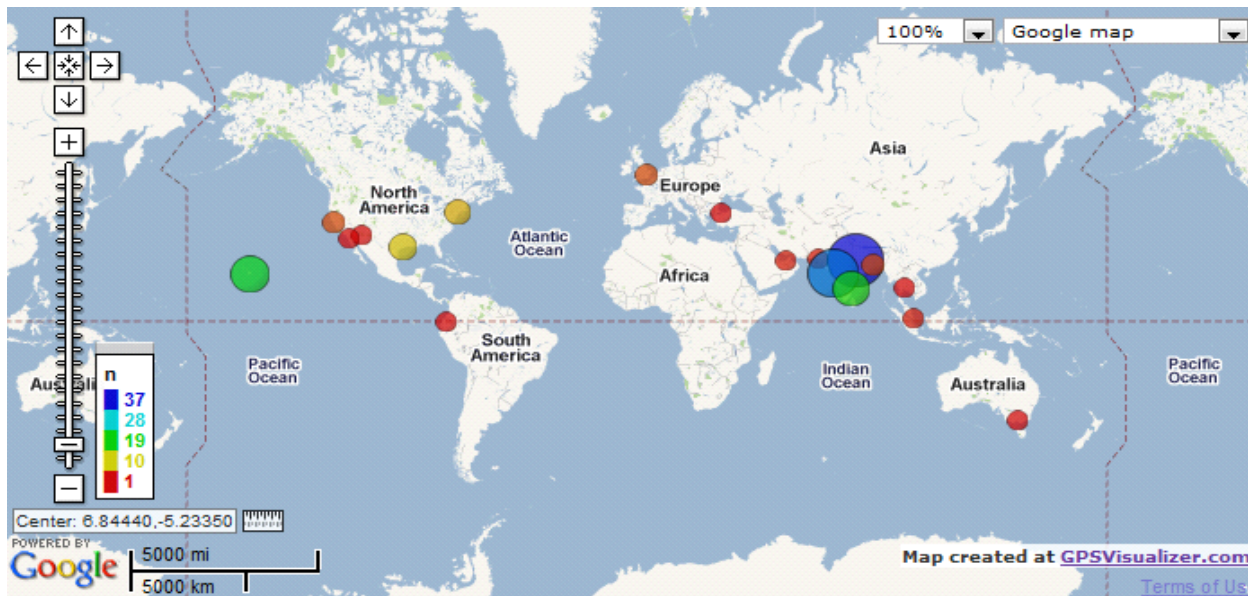 100%
Google map
Asia
North
America
Europe
Atlantic
Ocean
Africa
South
America
Pacific
Ocean
Indian
Ocean
Australia
Pacific
Ocean
n
37
28
19
10
1
Center: 6.84440,-5.23350
POWERED BY
Google
5000 mi
5000 km
Map created at GPSVisualizer.com
Terms of Us